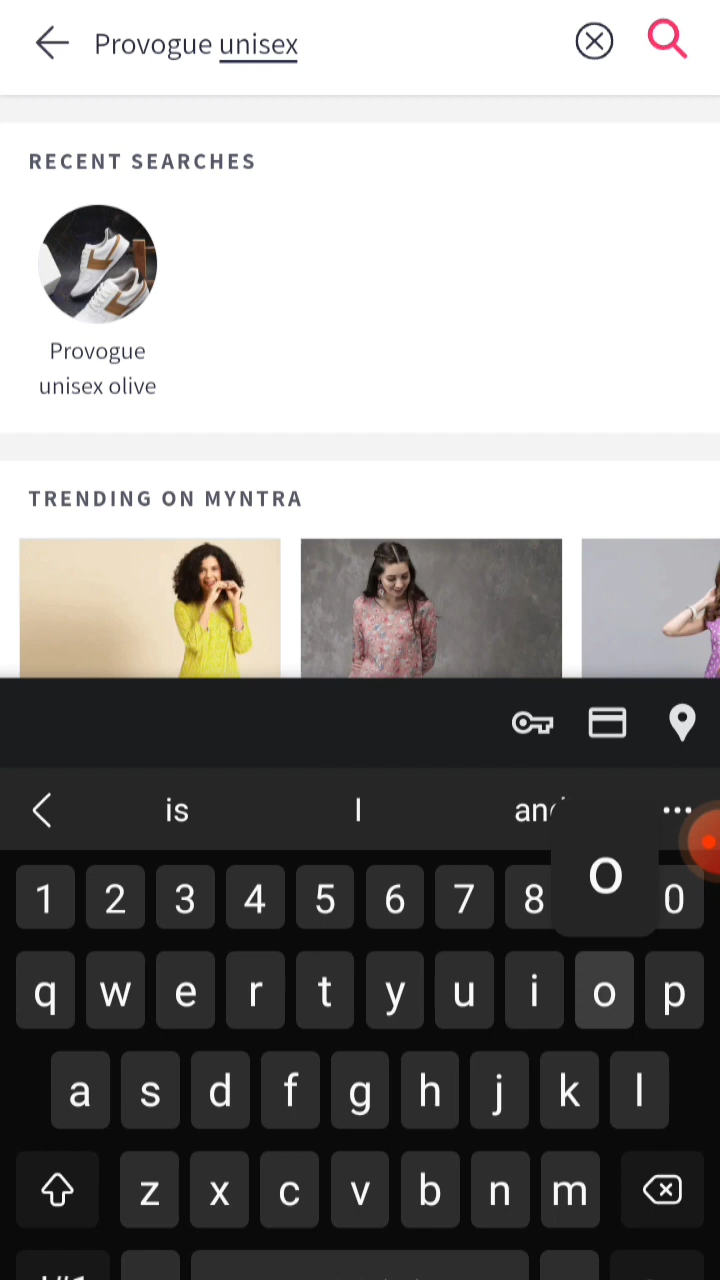 Provogue unisex
RECENT SEARCHES
Provogue
unisex olive
TRENDING ON MYNTRA
is I
o
1 2 3 4 5 6 7 8 0
q w e r t y u i o p
a s d f g h j k l
z x c v b n m